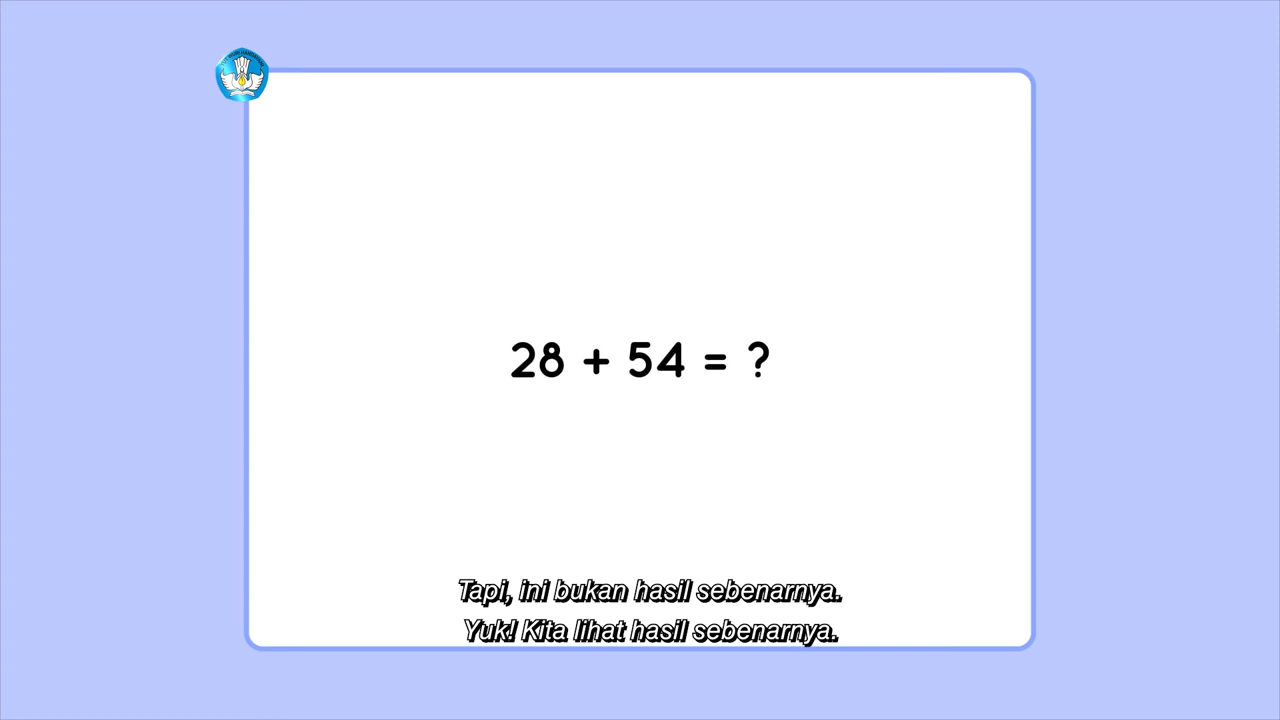 28 + 54 = ?
Tapi, ini bukan hasil sebenarnya.
Yuk! Kita lihat hasil sebenarnya.